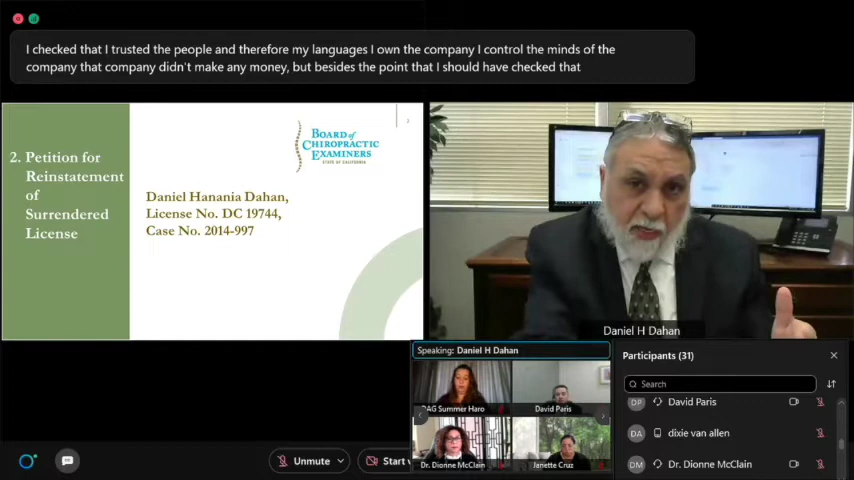 I checked that I trusted the people and therefore my languages I own the company I control the minds of the
company that company didn't make any money, but besides the point that I should have checked that
2. Petition for
Reinstatement
of
Surrendered
License
2
BOARD of
CHIROPRACTIC
EXAMINERS
STATE OF CALIFORNIA
Daniel Hanania Dahan,
License No. DC 19744,
Case No. 2014-997
Daniel H Dahan
Speaking: Daniel H Dahan
DAG Summer Haro
David Paris
Dr. Dionne McClain
Janette Cruz
Participants (31)
Search
DP David Paris
DA dixie van allen
DM Dr. Dionne McClain
Unmute
Start